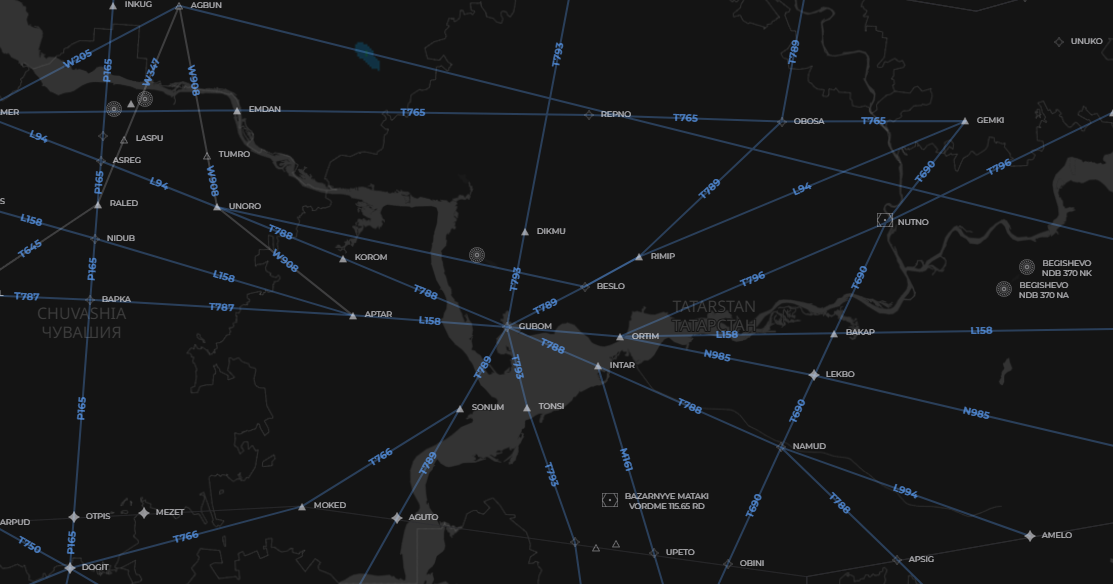 INKUG
AGBUN
UNUKO
W205
P165
W347
W908
T793
T789
MER
EMDAN
T765
REPNO
T765
OBOSA
T765
GEMKI
L94
LASPU
ASREG
TUMRO
P165
L94
W908
T789
L94
T690
T796
S
RALED
UNORO
L158
NIDUB
T788
DIKMU
NUTNO
T645
P165
L158
W908
KOROM
T793
RIMIP
T796
T690
BEGISHEVO
NDB 370 NK
BEGISHEVO
NDB 370 NA
T787
BAPKA
T787
T788
BESLO
T789
CHUVASHIA
ЧУВАШИЯ
APTAR
L158
GUBOM
TATARSTAN
ТАТАРСТАН
ORTIM
L158
BAKAP
L158
T788
N985
T789
T793
INTAR
LEKBO
P165
SONUM
TONSI
T788
T690
N985
T766
T789
T793
M161
NAMUD
MOKED
BAZARNYYE MATAKI
VORDME 115.65 RD
T690
T788
L994
ARPUD
OTPIS
MEZET
AGUTO
T750
P165
T766
UPETO
OBINI
APSIG
AMELO
DOGIT